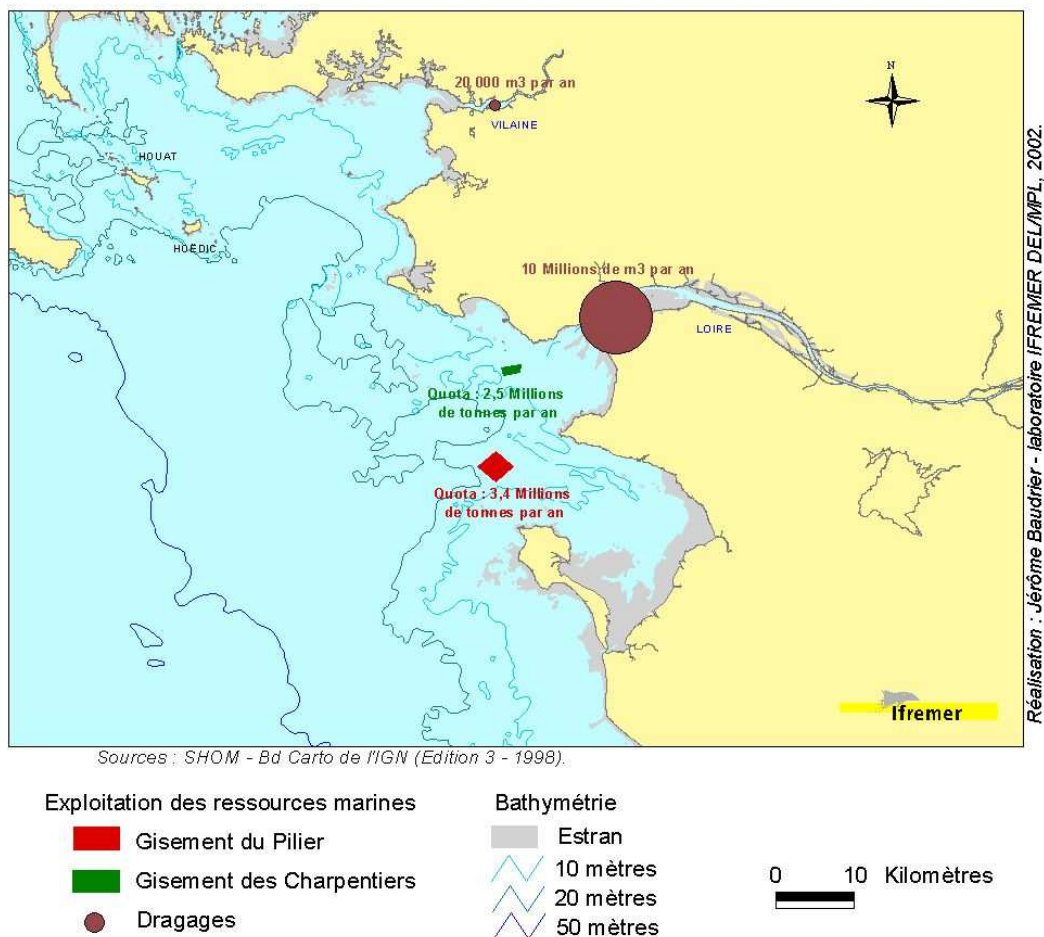 20 000 m3 par an
N
VILAINE
HOUAT
HOËDIC
10 Millions de m3 par an
LOIRE
Quota : 2,5 Millions
de tonnes par an
Quota : 3,4 Millions
de tonnes par an
Ifremer
Réalisation : Jérôme Baudrier - laboratoire IFREMER DEL/MPL, 2002.
Sources : SHOM - Bd Carto de l'IGN (Edition 3 - 1998).
Exploitation des ressources marines
Gisement du Pilier
Gisement des Charpentiers
Dragages
Bathymétrie
Estran
10 mètres
20 mètres
50 mètres
0 10 Kilomètres